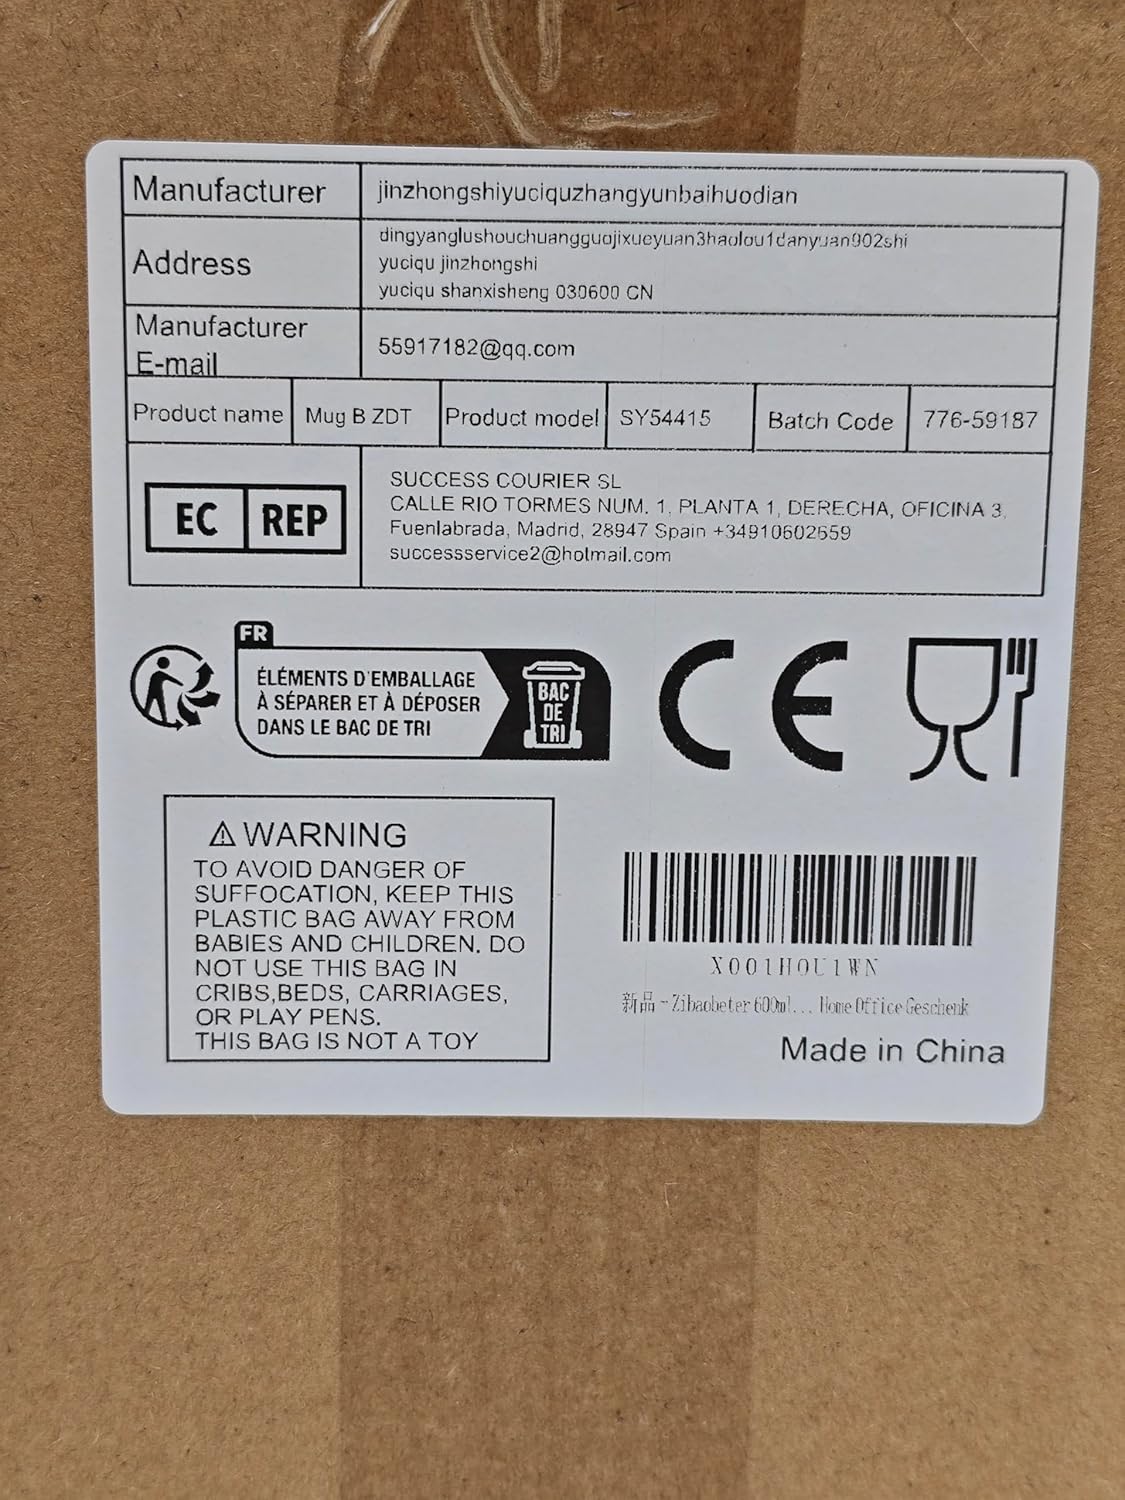 Manufacturer jinzhongshiyuciquzhangyunbaihuodian
Address dingyanglushouchuangguojixueyuan3haolou1danyuan902shi
yuciqu jinzhongshi
yuciqu shanxisheng 030600 CN
Manufacturer
E-mail
55917182@qq.com
Product name Mug B ZDT Product model SY54415 Batch Code 776-59187
EC REP
SUCCESS COURIER SL
CALLE RIO TORMES NUM. 1, PLANTA 1, DERECHA, OFICINA 3,
Fuenlabrada, Madrid, 28947 Spain +34910602659
successservice2@hotmail.com
FR
ÉLÉMENTS D'EMBALLAGE
À SÉPARER ET À DÉPOSER
DANS LE BAC DE TRI
BAC
DE
TRI
CE
⚠ WARNING
TO AVOID DANGER OF
SUFFOCATION, KEEP THIS
PLASTIC BAG AWAY FROM
BABIES AND CHILDREN. DO
NOT USE THIS BAG IN
CRIBS,BEDS, CARRIAGES,
OR PLAY PENS.
THIS BAG IS NOT A TOY
X001H0U1WN
新品 - Zibaobeter 600ml... Home Office Geschenk
Made in China